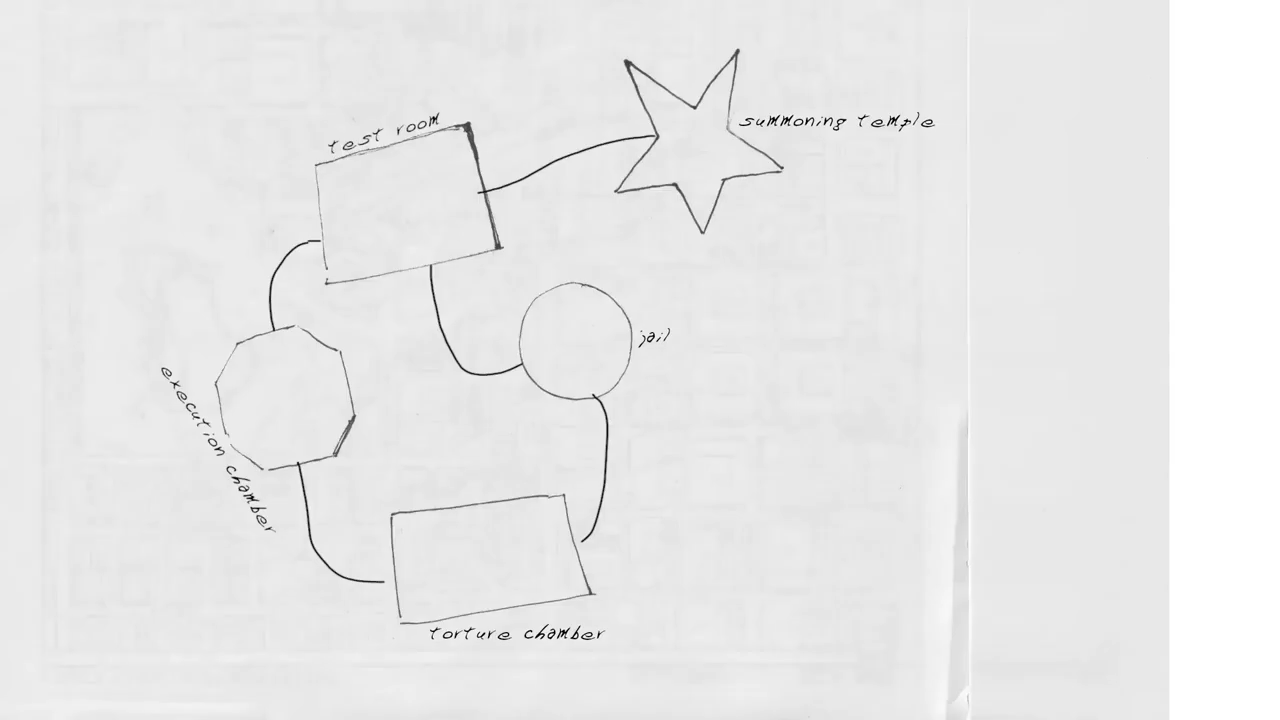 test room
summoning temple
jail
execution chamber
torture chamber